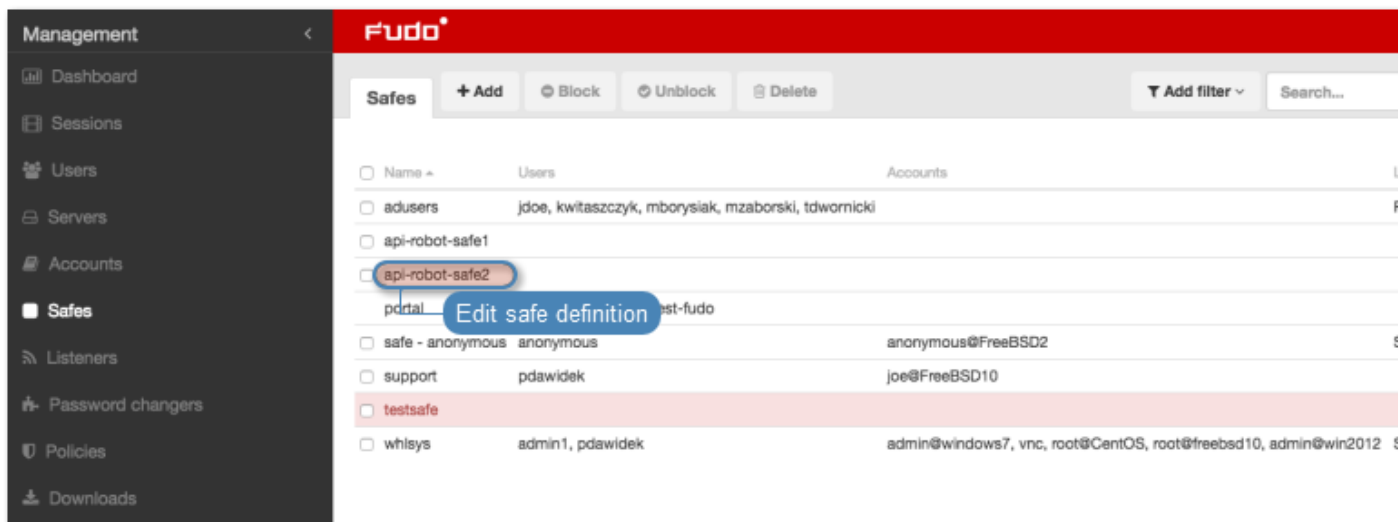 Management
Dashboard
Sessions
Users
Servers
Accounts
Safes
Listeners
Password changers
Policies
Downloads
FUDO
Safes + Add Block Unblock Delete Add filter Search...
Name Users Accounts
adusers jdoe, kwitaszczyk, mborysiak, mzaborski, tdwornicki
api-robot-safe1
api-robot-safe2
portal Edit safe definition est-fudo
safe - anonymous anonymous anonymous@FreeBSD2
support pdawidek joe@FreeBSD10
testsafe
whlsys admin1, pdawidek admin@windows7, vnc, root@CentOS, root@freebsd10, admin@win2012